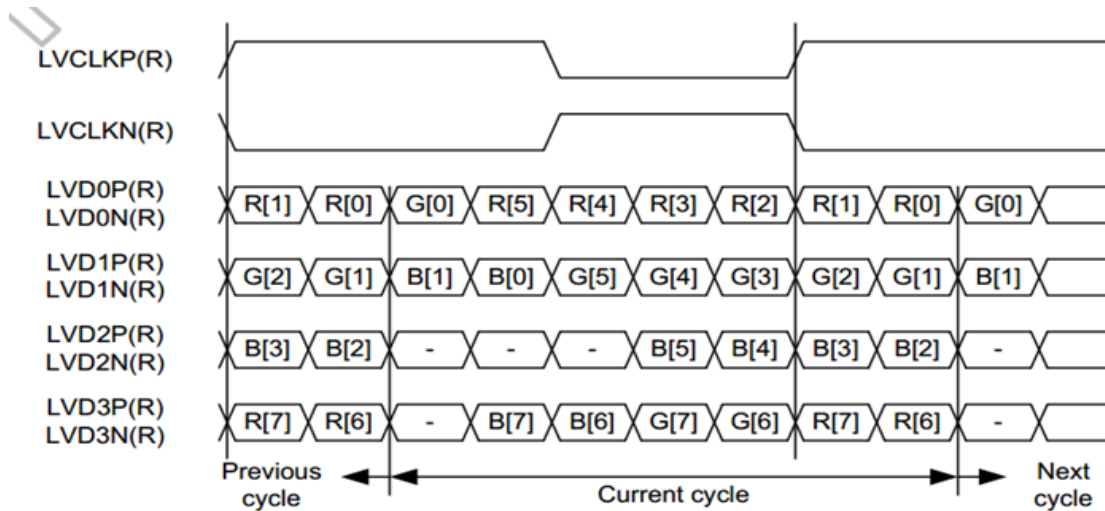 LVCLKP(R)
LVCLKN(R)
LVD0P(R)
LVD0N(R)
R[1] R[0] G[0] R[5] R[4] R[3] R[2] R[1] R[0] G[0]
LVD1P(R)
LVD1N(R)
G[2] G[1] B[1] B[0] G[5] G[4] G[3] G[2] G[1] B[1]
LVD2P(R)
LVD2N(R)
B[3] B[2] - - - B[5] B[4] B[3] B[2] -
LVD3P(R)
LVD3N(R)
R[7] R[6] - B[7] B[6] G[7] G[6] R[7] R[6] -
Previous
cycle
Current cycle
Next
cycle